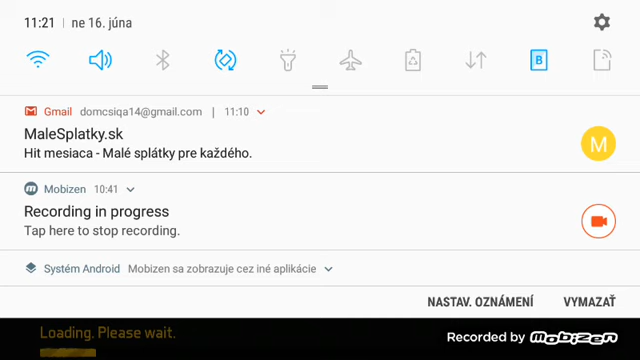 11:21 | ne 16. júna
B
Gmail domcsiqa14@gmail.com | 11:10
MaleSplatky.sk
Hit mesiaca - Malé splátky pre každého.
M
m Mobizen 10:41
Recording in progress
Tap here to stop recording.
Systém Android Mobizen sa zobrazuje cez iné aplikácie
NASTAV. OZNÁMENÍ VYMAZAŤ
Loading. Please wait.
Recorded by mobizen